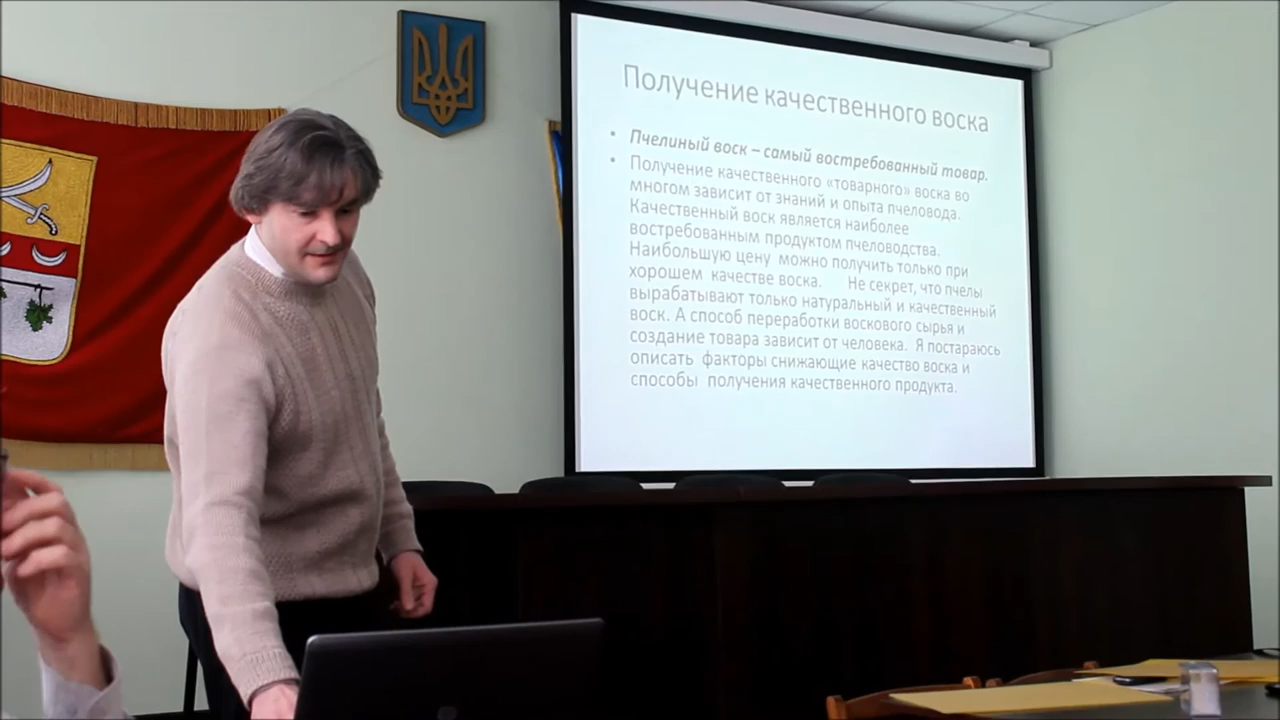 Получение качественного воска
• Пчелиный воск – самый востребованный товар.
• Получение качественного «товарного» воска во
многом зависит от знаний и опыта пчеловода.
Качественный воск является наиболее
востребованным продуктом пчеловодства.
Наибольшую цену можно получить только при
хорошем качестве воска. Не секрет, что пчелы
вырабатывают только натуральный и качественный
воск. А способ переработки воскового сырья и
создание товара зависит от человека. Я постараюсь
описать факторы снижающие качество воска и
способы получения качественного продукта.